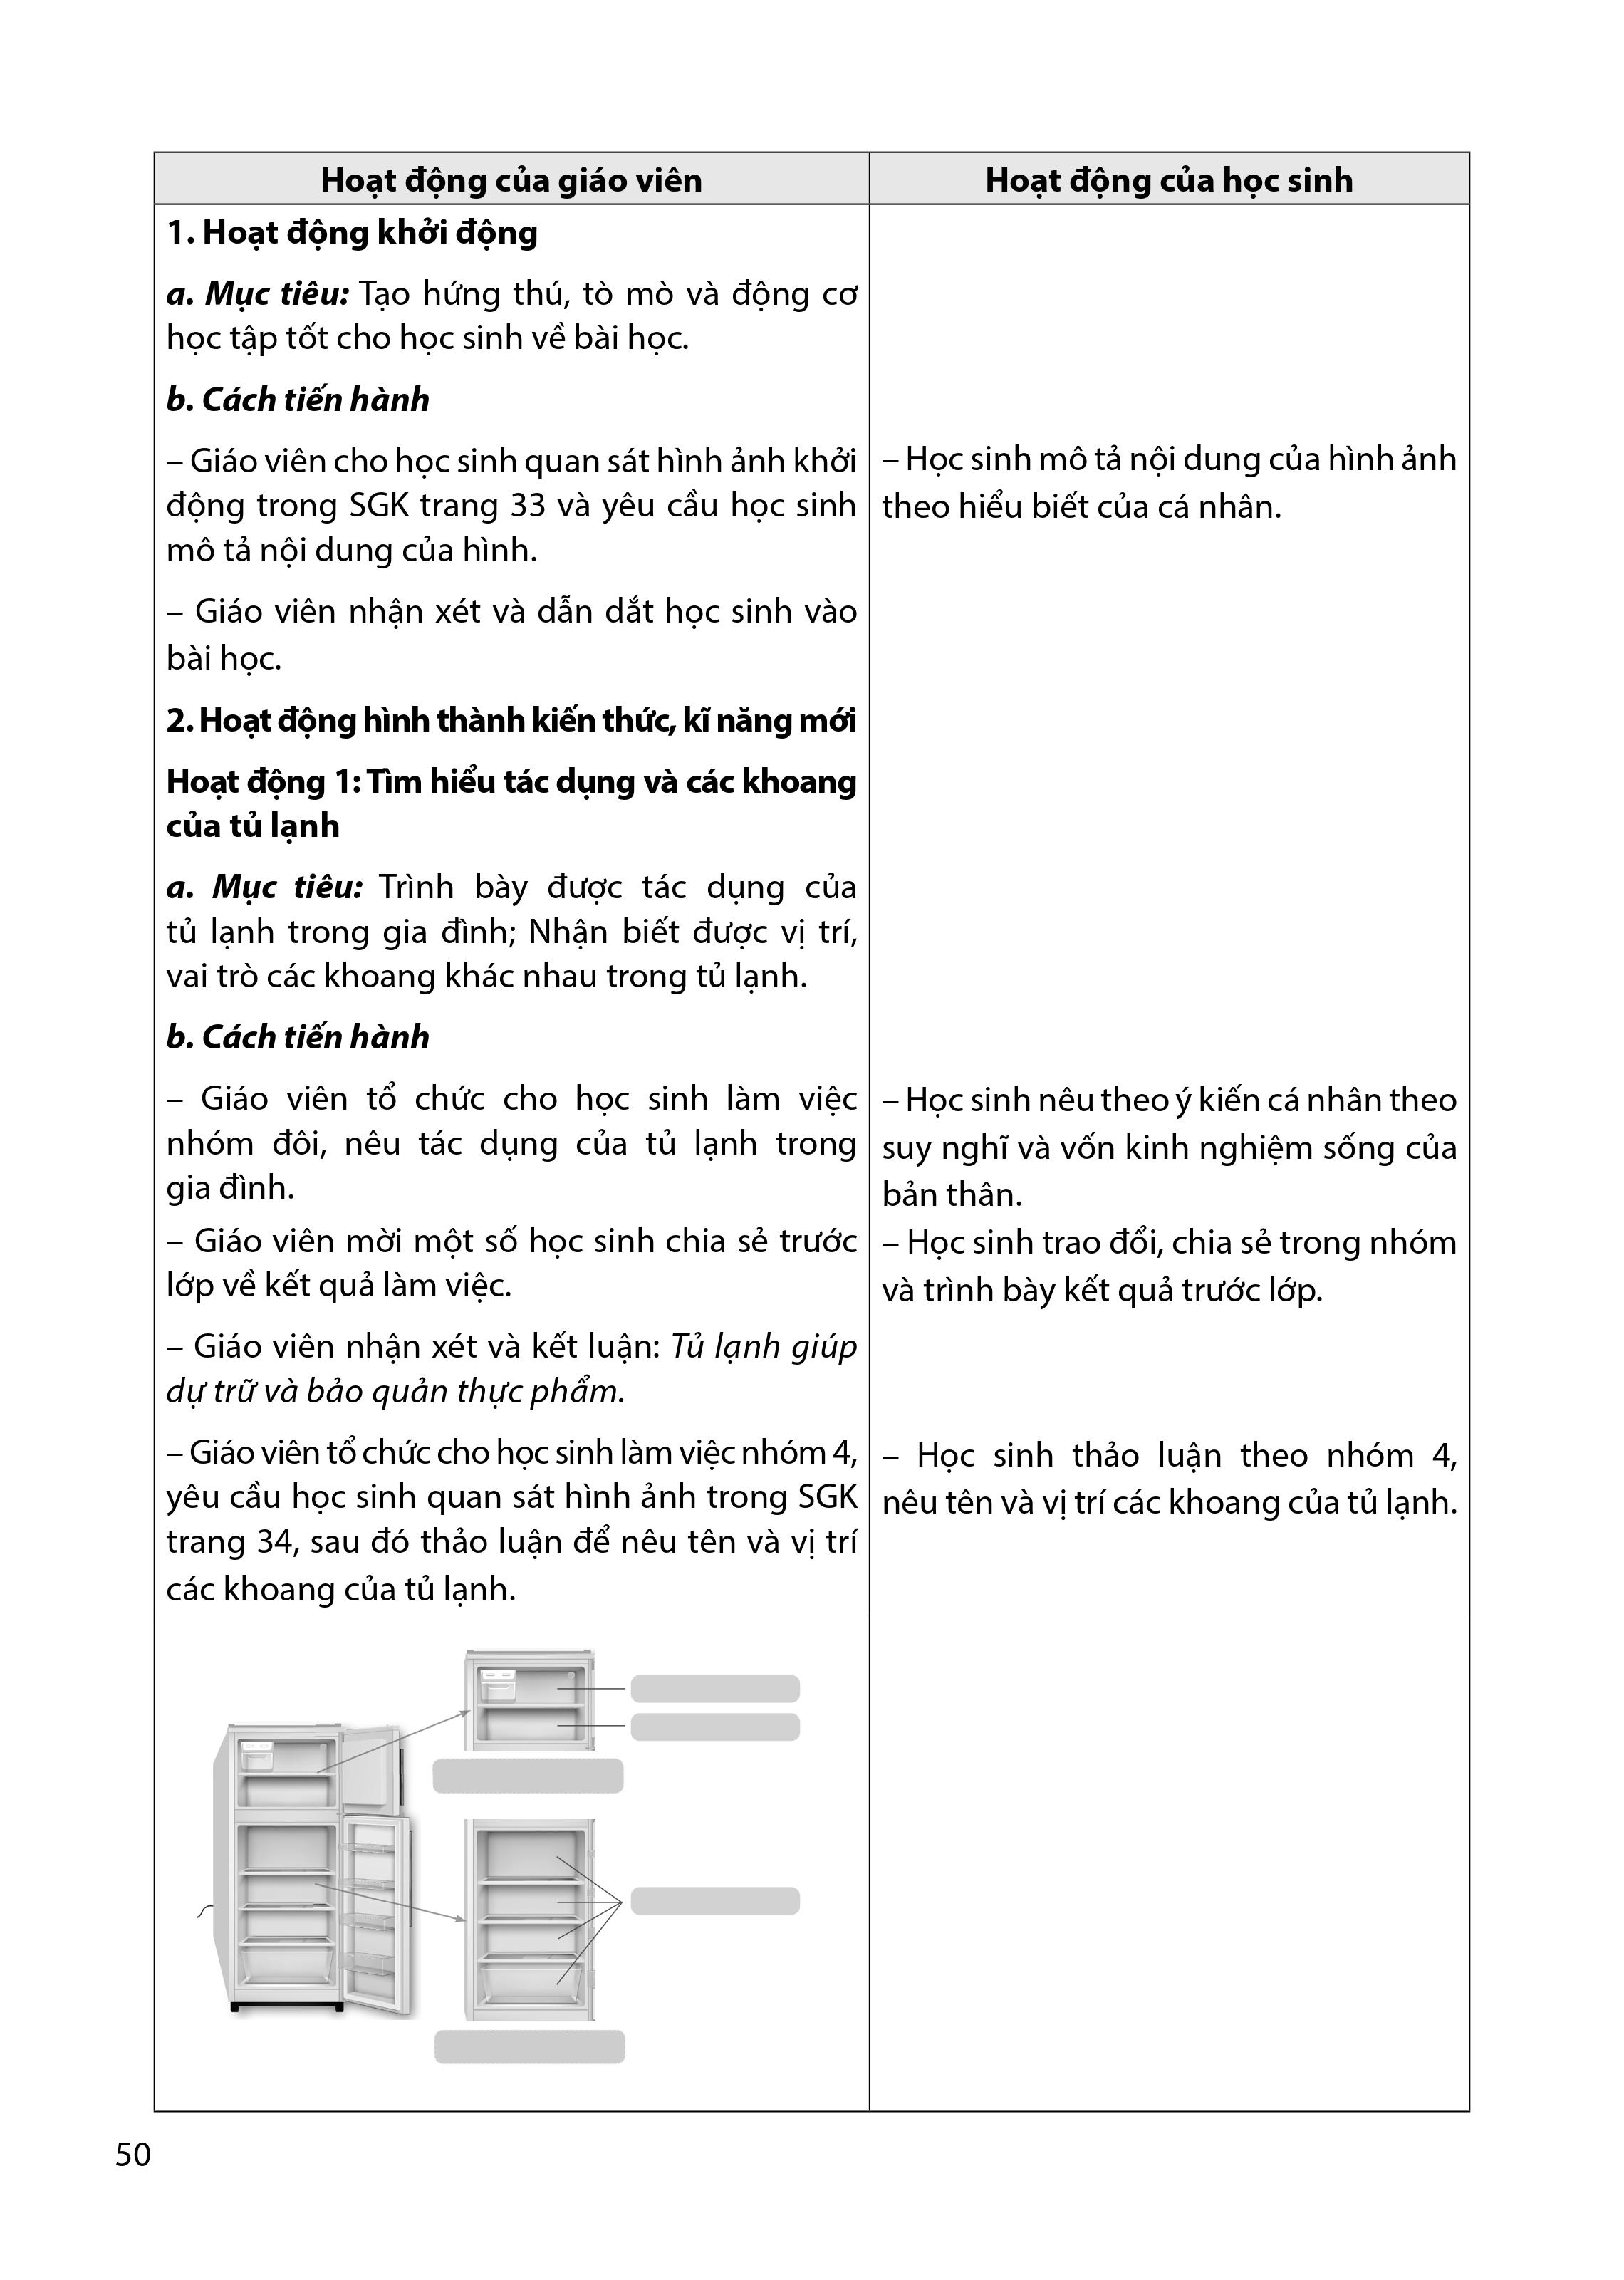 Hoạt động của giáo viên
Hoạt động của học sinh
1. Hoạt động khởi động
a. Mục tiêu: Tạo hứng thú, tò mò và động cơ
học tập tốt cho học sinh về bài học.
b. Cách tiến hành
– Giáo viên cho học sinh quan sát hình ảnh khởi
động trong SGK trang 33 và yêu cầu học sinh
mô tả nội dung của hình.
– Học sinh mô tả nội dung của hình ảnh
theo hiểu biết của cá nhân.
– Giáo viên nhận xét và dẫn dắt học sinh vào
bài học.
2. Hoạt động hình thành kiến thức, kĩ năng mới
Hoạt động 1: Tìm hiểu tác dụng và các khoang
của tủ lạnh
a. Mục tiêu: Trình bày được tác dụng của
tủ lạnh trong gia đình; Nhận biết được vị trí,
vai trò các khoang khác nhau trong tủ lạnh.
b. Cách tiến hành
– Giáo viên tổ chức cho học sinh làm việc
nhóm đôi, nêu tác dụng của tủ lạnh trong
gia đình.
– Học sinh nêu theo ý kiến cá nhân theo
suy nghĩ và vốn kinh nghiệm sống của
bản thân.
– Giáo viên mời một số học sinh chia sẻ trước
lớp về kết quả làm việc.
– Học sinh trao đổi, chia sẻ trong nhóm
và trình bày kết quả trước lớp.
– Giáo viên nhận xét và kết luận: Tủ lạnh giúp
dự trữ và bảo quản thực phẩm.
– Giáo viên tổ chức cho học sinh làm việc nhóm 4,
yêu cầu học sinh quan sát hình ảnh trong SGK
trang 34, sau đó thảo luận để nêu tên và vị trí
các khoang của tủ lạnh.
– Học sinh thảo luận theo nhóm 4,
nêu tên và vị trí các khoang của tủ lạnh.
50